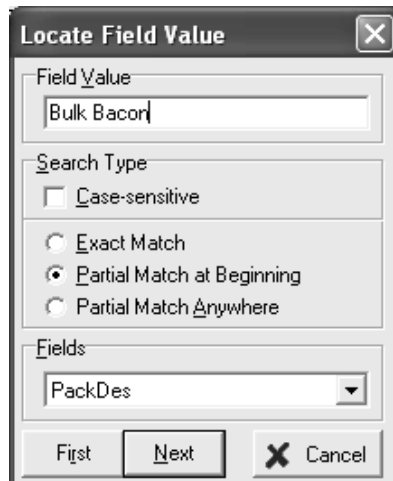 Locate Field Value
Field Value
Bulk Bacon
Search Type
Case-sensitive
Exact Match
Partial Match at Beginning
Partial Match Anywhere
Fields
PackDes
First Next Cancel